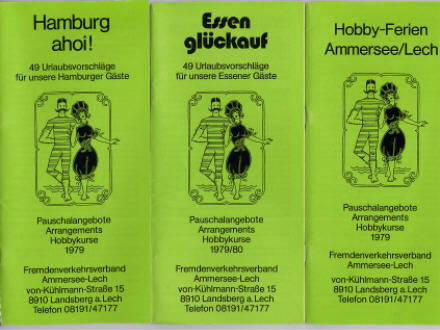 Hamburg
ahoi!
49 Urlaubsvorschläge
für unsere Hamburger Gäste
Pauschalangebote
Arrangements
Hobbykurse
1979
Fremdenverkehrsverband
Ammersee-Lech
von-Kühlmann-Straße 15
8910 Landsberg a.Lech
Telefon 08191/47177
Essen
glückauf
49 Urlaubsvorschläge
für unsere Essener Gäste
Pauschalangebote
Arrangements
Hobbykurse
1979/80
Fremdenverkehrsverband
Ammersee-Lech
von-Kühlmann-Straße 15
8910 Landsberg a.Lech
Telefon 08191/47177
Hobby-Ferien
Ammersee/Lech
Pauschalangebote
Arrangements
Hobbykurse
1979
Fremdenverkehrsverband
Ammersee-Lech
von-Kühlmann-Straße 15
8910 Landsberg a.Lech
Telefon 08191/47177